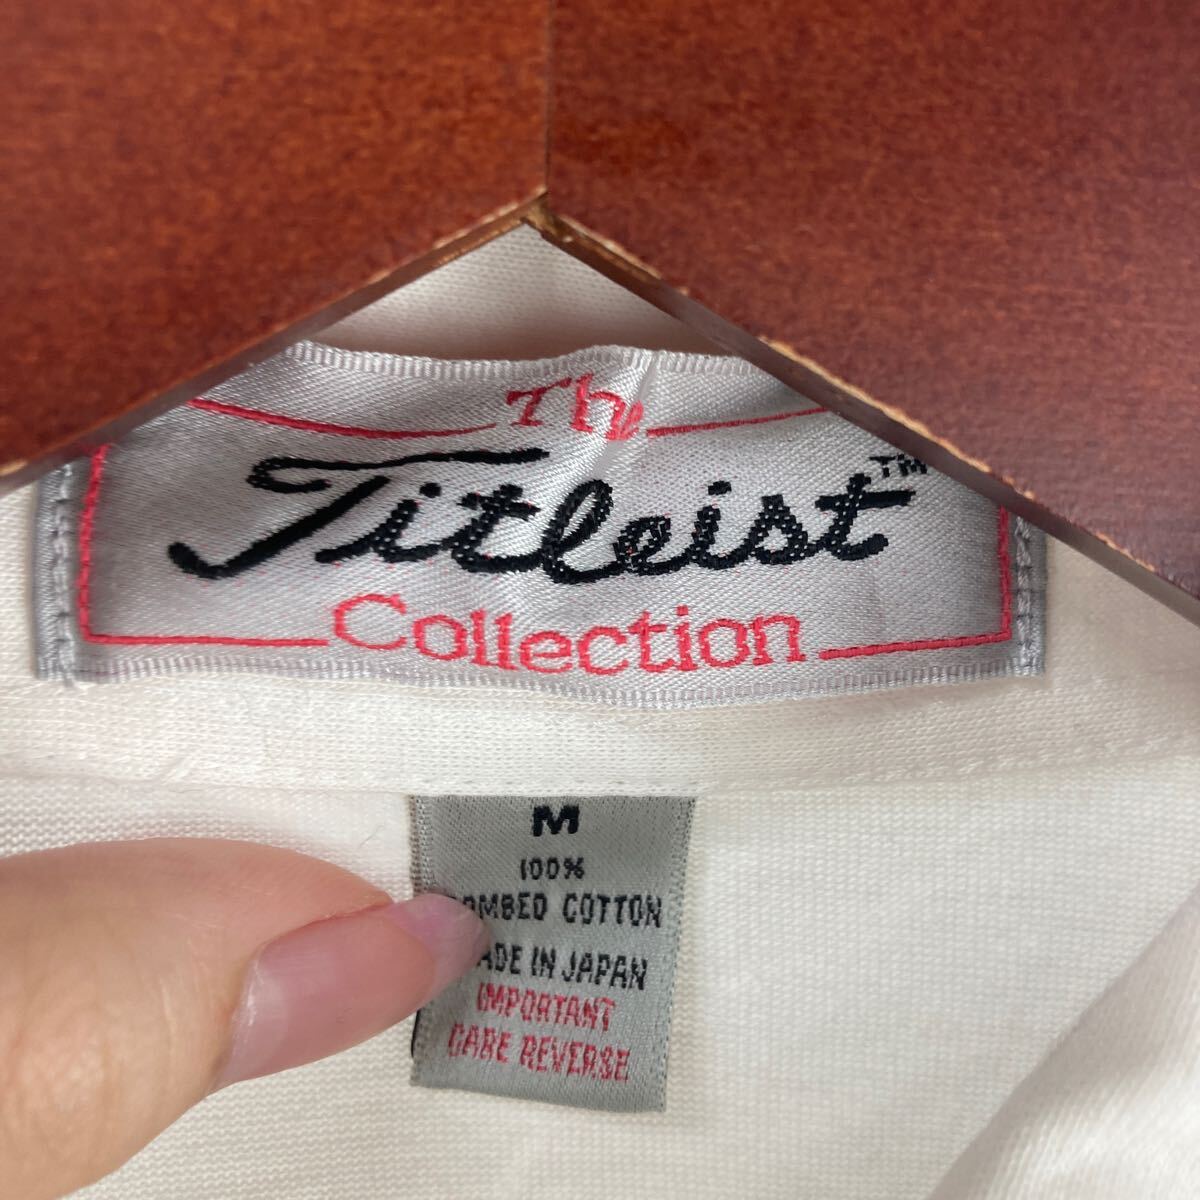 The
Titleist™
Collection
M
100%
COMBED COTTON
MADE IN JAPAN
IMPORTANT
CARE REVERSE